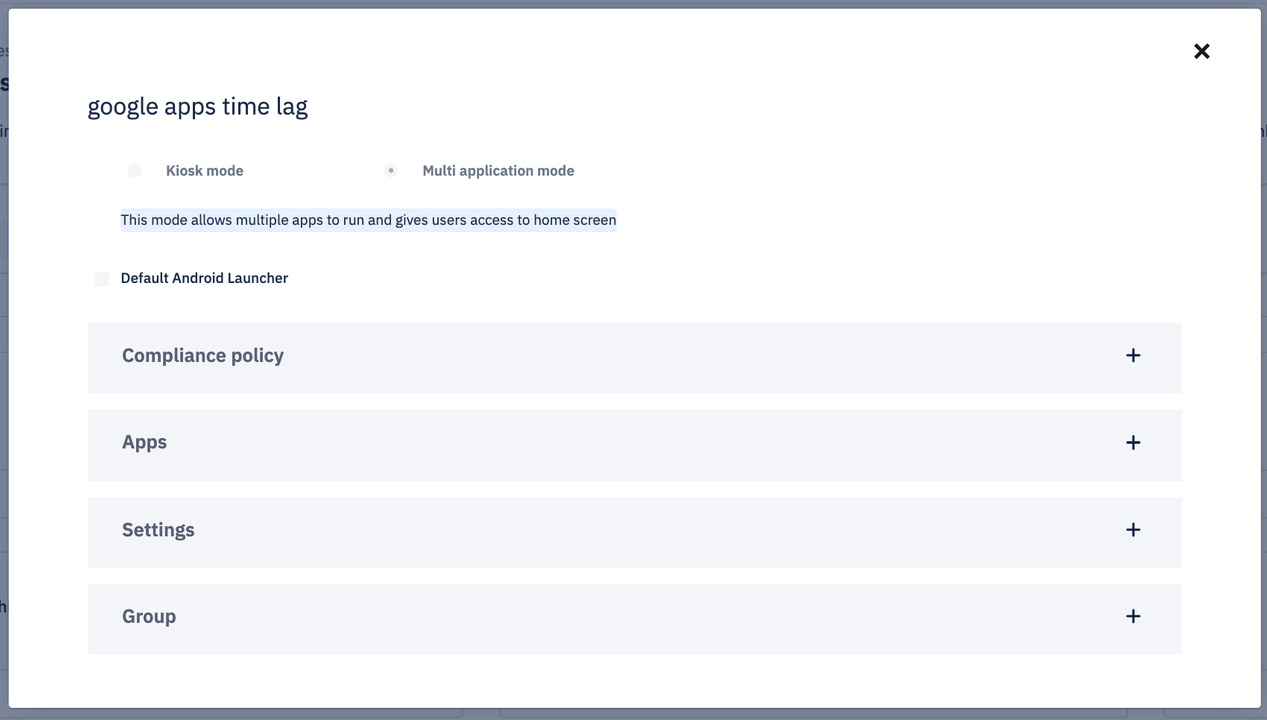 google apps time lag
Kiosk mode
Multi application mode
This mode allows multiple apps to run and gives users access to home screen
Default Android Launcher
Compliance policy
Apps
Settings
Group